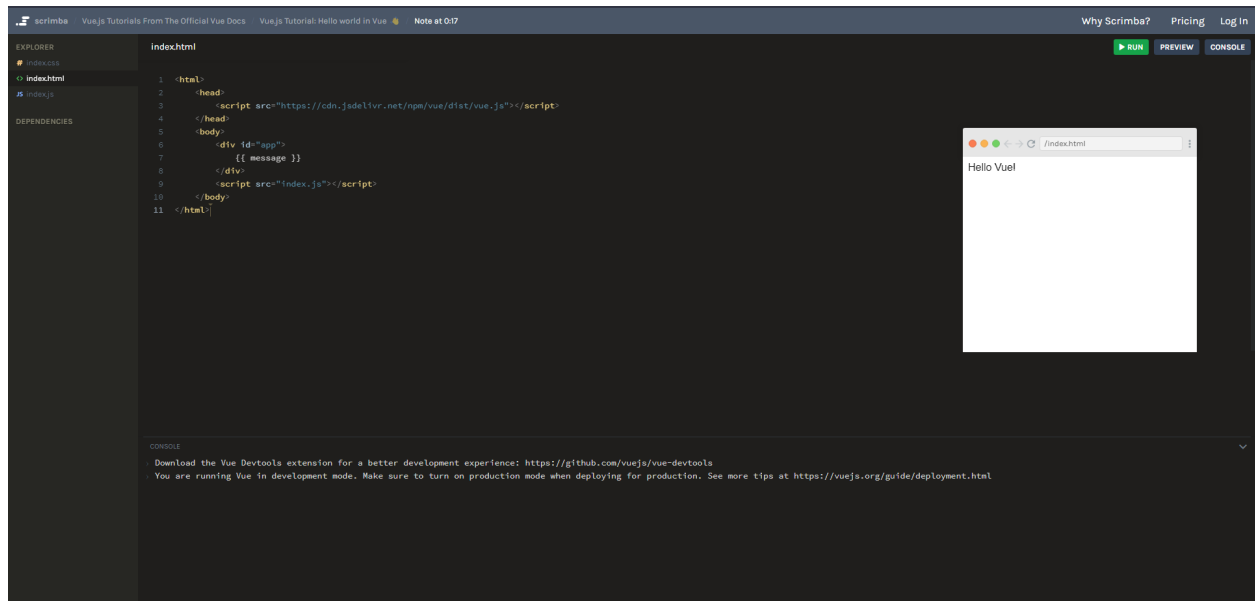 scrimba Vue.js Tutorials From The Official Vue Docs Vue.js Tutorial: Hello world in Vue 👋 Note at 0:17 Why Scrimba? Pricing Log In
EXPLORER
# index.css
<> index.html
JS index.js
DEPENDENCIES
index.html
RUN PREVIEW CONSOLE
1 <html>
2 <head>
3 <script src="https://cdn.jsdelivr.net/npm/vue/dist/vue.js"></script>
4 </head>
5 <body>
6 <div id="app">
7 {{ message }}
8 </div>
9 <script src="index.js"></script>
10 </body>
11 </html>
/index.html
Hello Vue!
CONSOLE
› Download the Vue Devtools extension for a better development experience: https://github.com/vuejs/vue-devtools
› You are running Vue in development mode. Make sure to turn on production mode when deploying for production. See more tips at https://vuejs.org/guide/deployment.html